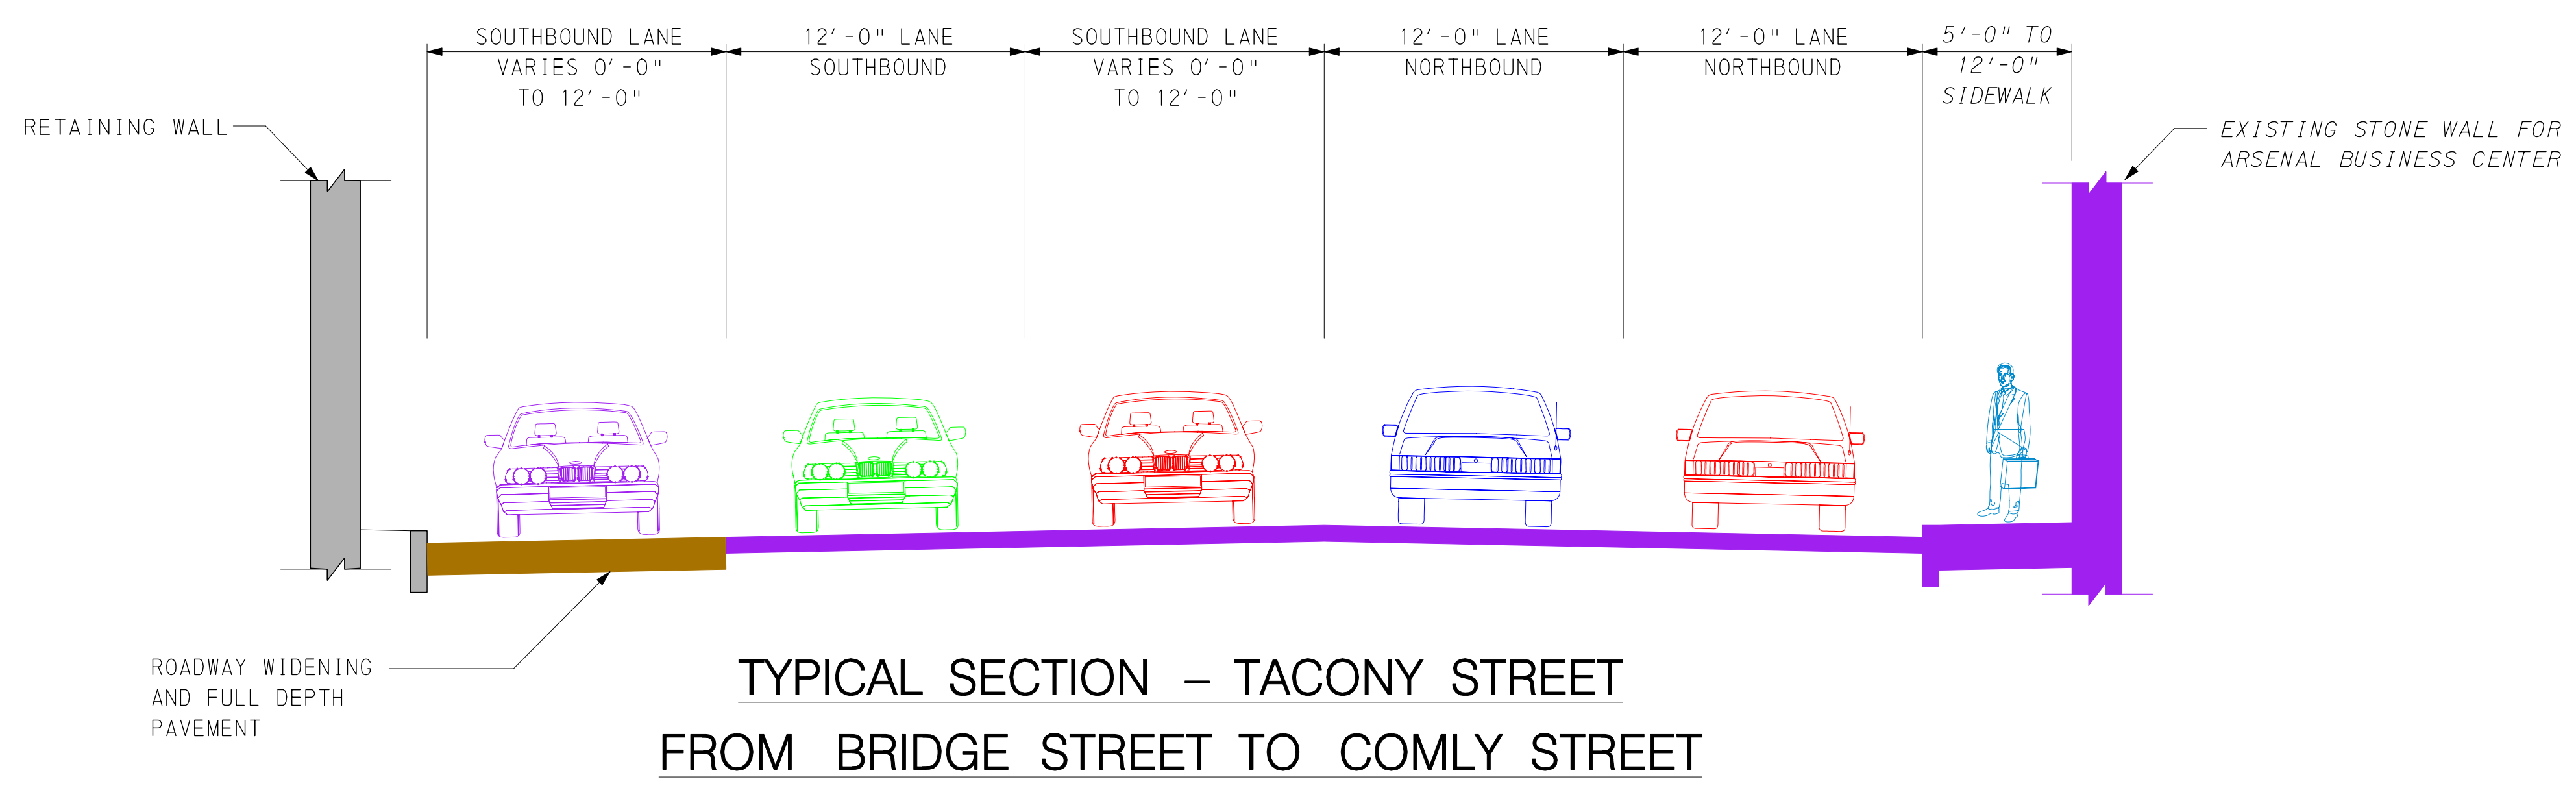 SOUTHBOUND LANE
VARIES 0'-0"
TO 12'-0"
12'-0" LANE
SOUTHBOUND
SOUTHBOUND LANE
VARIES 0'-0"
TO 12'-0"
12'-0" LANE
NORTHBOUND
12'-0" LANE
NORTHBOUND
5'-0" TO
12'-0"
SIDEWALK
RETAINING WALL
EXISTING STONE WALL FOR
ARSENAL BUSINESS CENTER
ROADWAY WIDENING
AND FULL DEPTH
PAVEMENT
TYPICAL SECTION – TACONY STREET
FROM BRIDGE STREET TO COMLY STREET